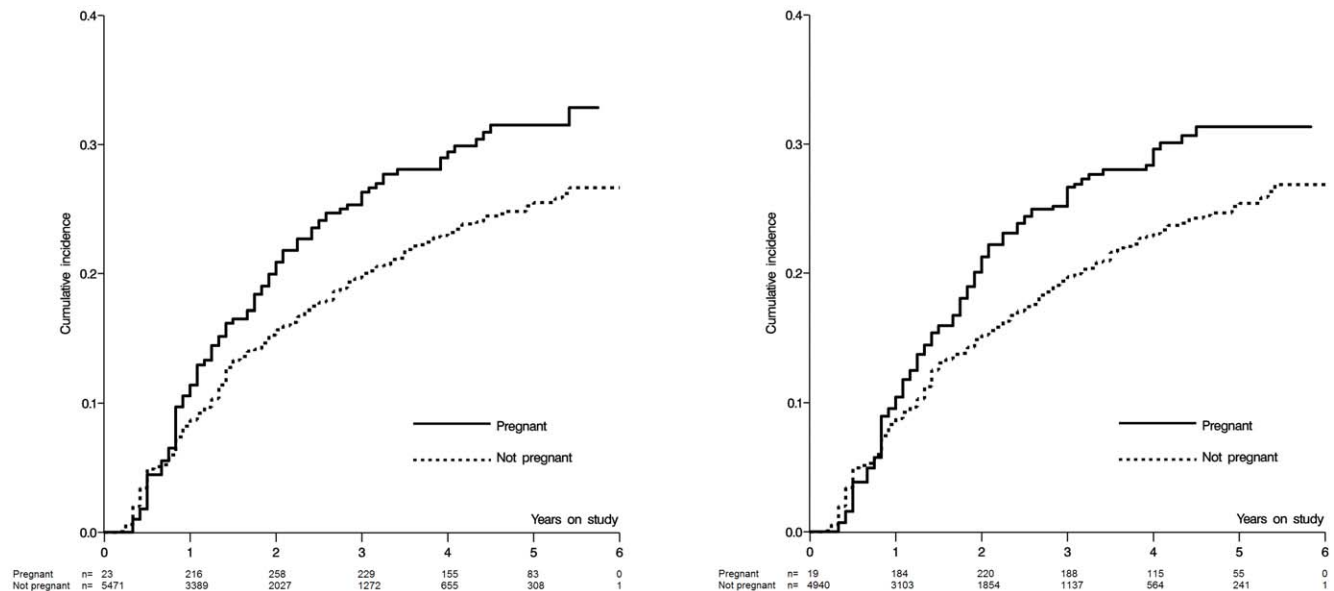 0.4
0.3
0.2
0.1
0.0
Cumulative incidence
Pregnant
Not pregnant
Years on study
0 1 2 3 4 5 6
Pregnant n= 23 216 258 229 155 83 0
Not pregnant n= 5471 3389 2027 1272 655 308 1
0.4
0.3
0.2
0.1
0.0
Cumulative incidence
Pregnant
Not pregnant
Years on study
0 1 2 3 4 5 6
Pregnant n= 19 184 220 188 115 55 0
Not pregnant n= 4940 3103 1854 1137 564 241 1